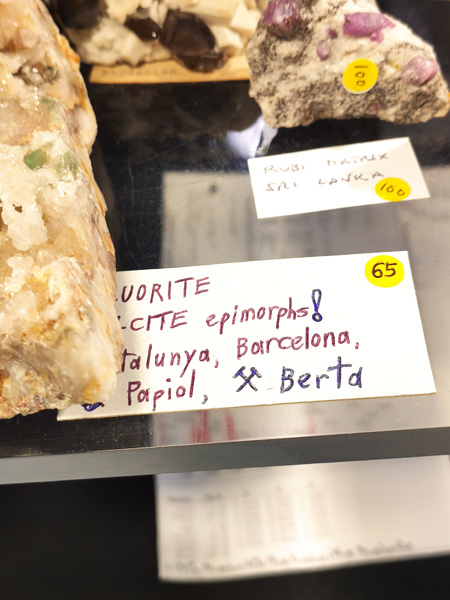 100
RUBI MATRIX
SRI LANKA
100
65
UORITE
CITE epimorphs!
talunya, Barcelona,
Papiol, ⚒ Berta